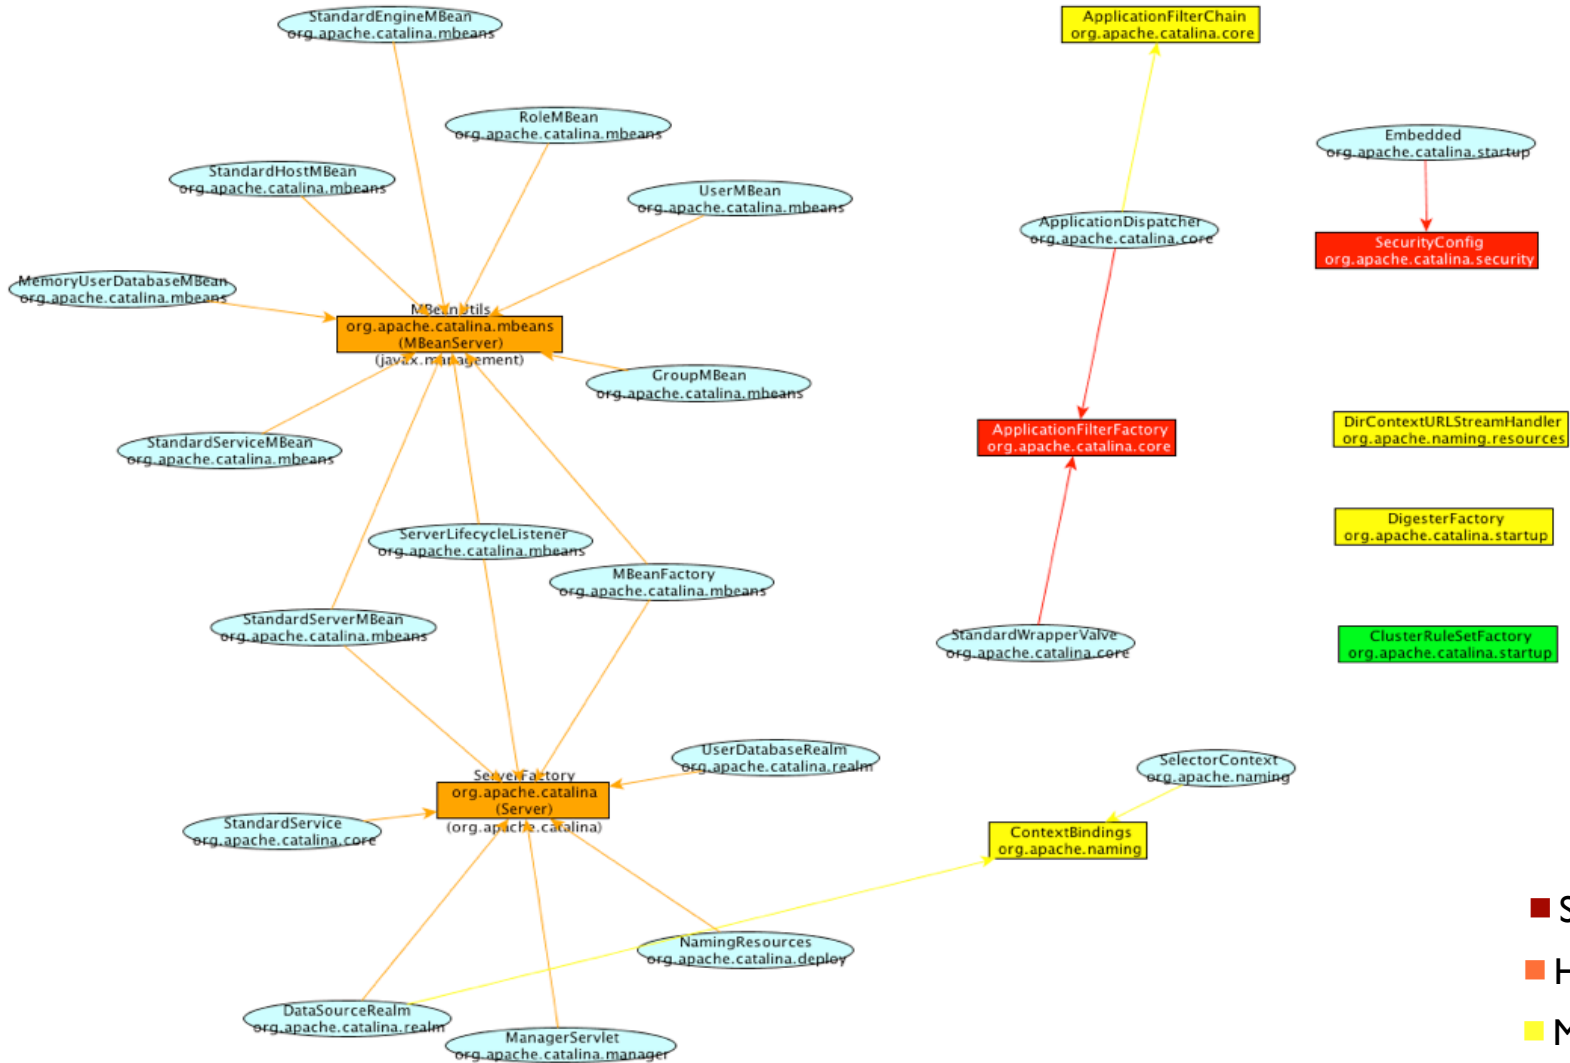 StandardEngineMBean
org.apache.catalina.mbeans
ApplicationFilterChain
org.apache.catalina.core
RoleMBean
org.apache.catalina.mbeans
Embedded
org.apache.catalina.startup
StandardHostMBean
org.apache.catalina.mbeans
UserMBean
org.apache.catalina.mbeans
ApplicationDispatcher
org.apache.catalina.core
SecurityConfig
org.apache.catalina.security
MemoryUserDatabaseMBean
org.apache.catalina.mbeans
MBeanUtils
org.apache.catalina.mbeans
(MBeanServer)
(javax.management)
GroupMBean
org.apache.catalina.mbeans
StandardServiceMBean
org.apache.catalina.mbeans
ApplicationFilterFactory
org.apache.catalina.core
DirContextURLStreamHandler
org.apache.naming.resources
DigesterFactory
org.apache.catalina.startup
ServerLifecycleListener
org.apache.catalina.mbeans
MBeanFactory
org.apache.catalina.mbeans
StandardServerMBean
org.apache.catalina.mbeans
StandardWrapperValve
org.apache.catalina.core
ClusterRuleSetFactory
org.apache.catalina.startup
UserDatabaseRealm
org.apache.catalina.realm
SelectorContext
org.apache.naming
ServerFactory
org.apache.catalina
(Server)
(org.apache.catalina)
StandardService
org.apache.catalina.core
ContextBindings
org.apache.naming
S
H
M
NamingResources
org.apache.catalina.deploy
DataSourceRealm
org.apache.catalina.realm
ManagerServlet
org.apache.catalina.manager